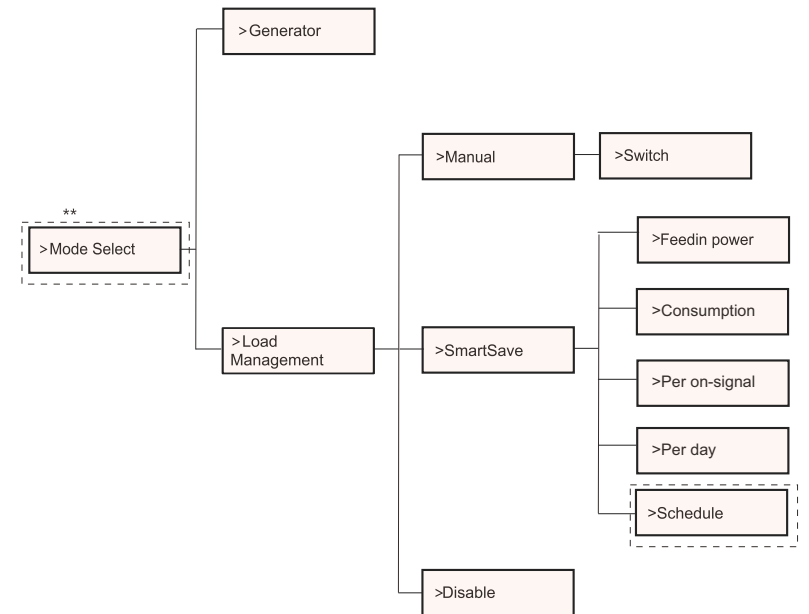 >Generator
>Manual
>Switch
**
>Mode Select
>Feedin power
>Consumption
>Load
Management
>SmartSave
>Per on-signal
>Per day
>Schedule
>Disable